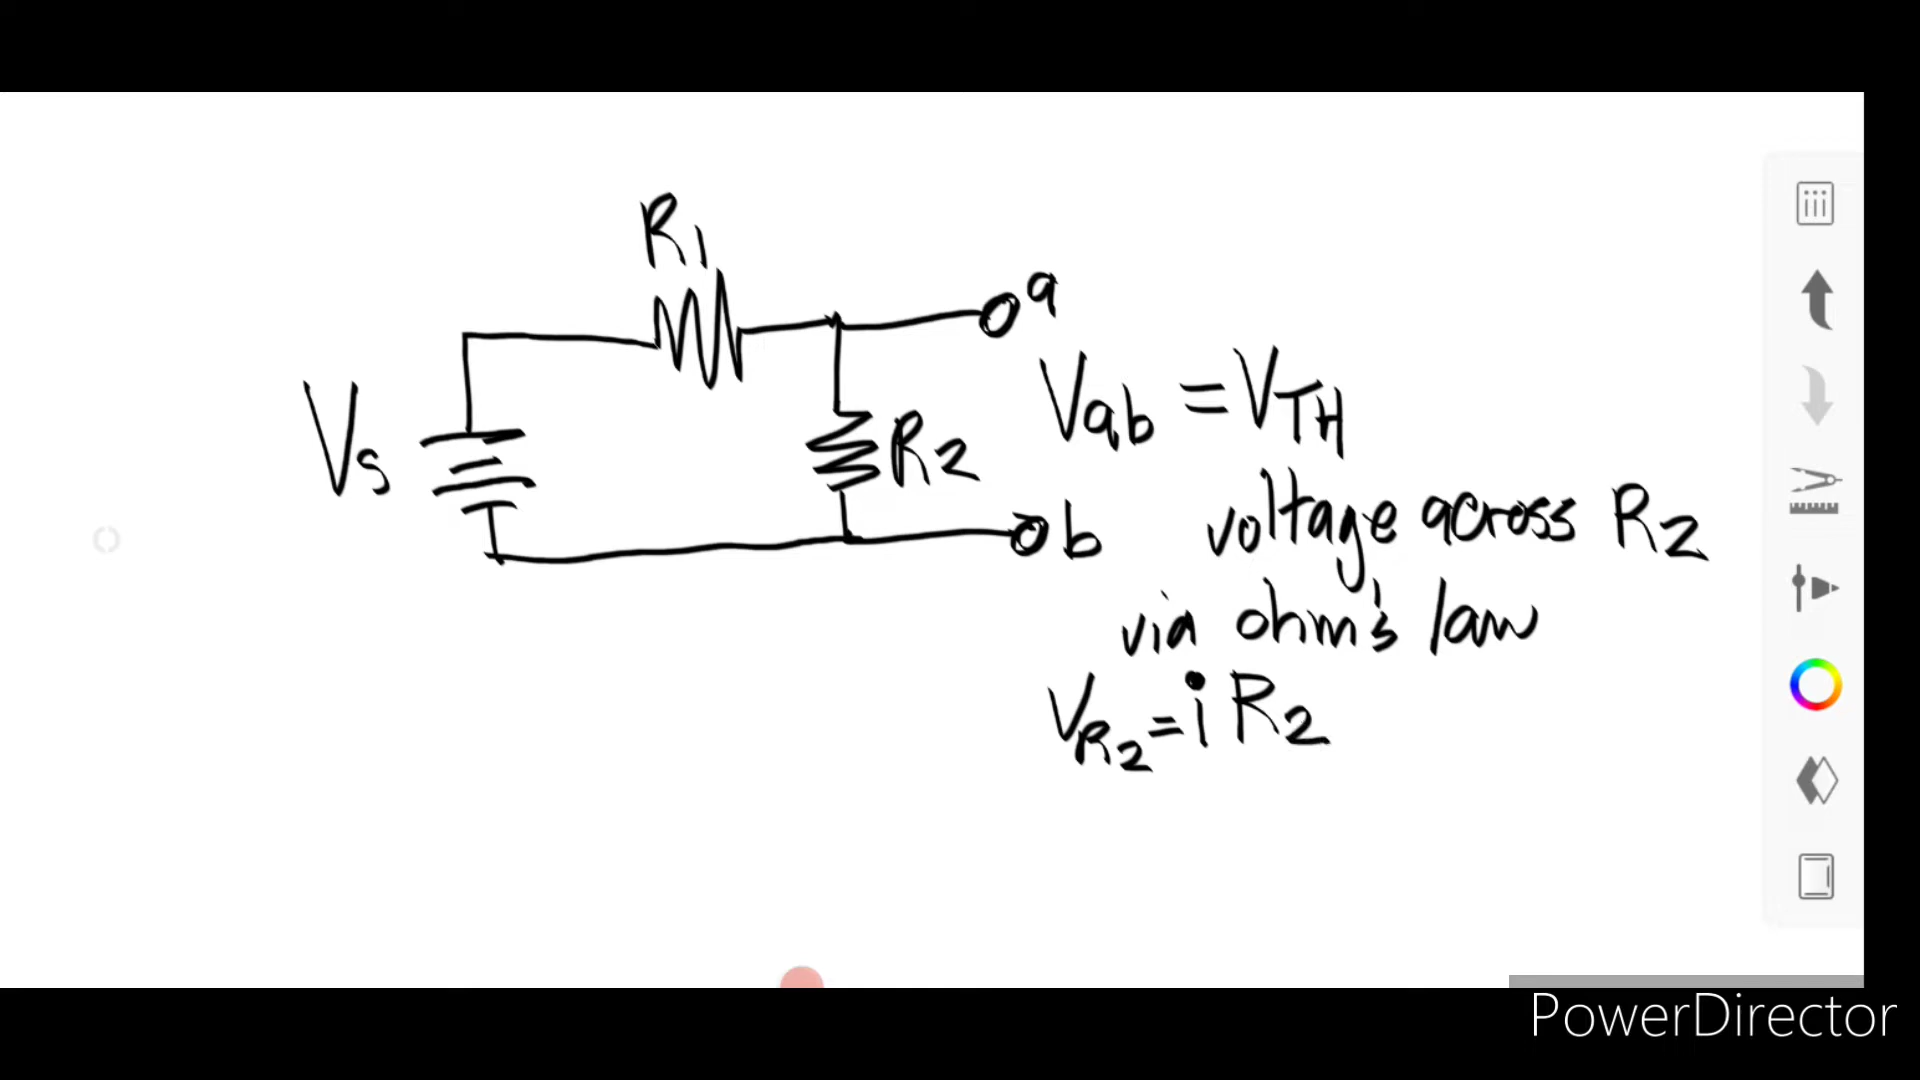 R1
a
Vs
R2
Vab = VTH
b
voltage across R2
via ohm's law
VR2 = i R2
PowerDirector